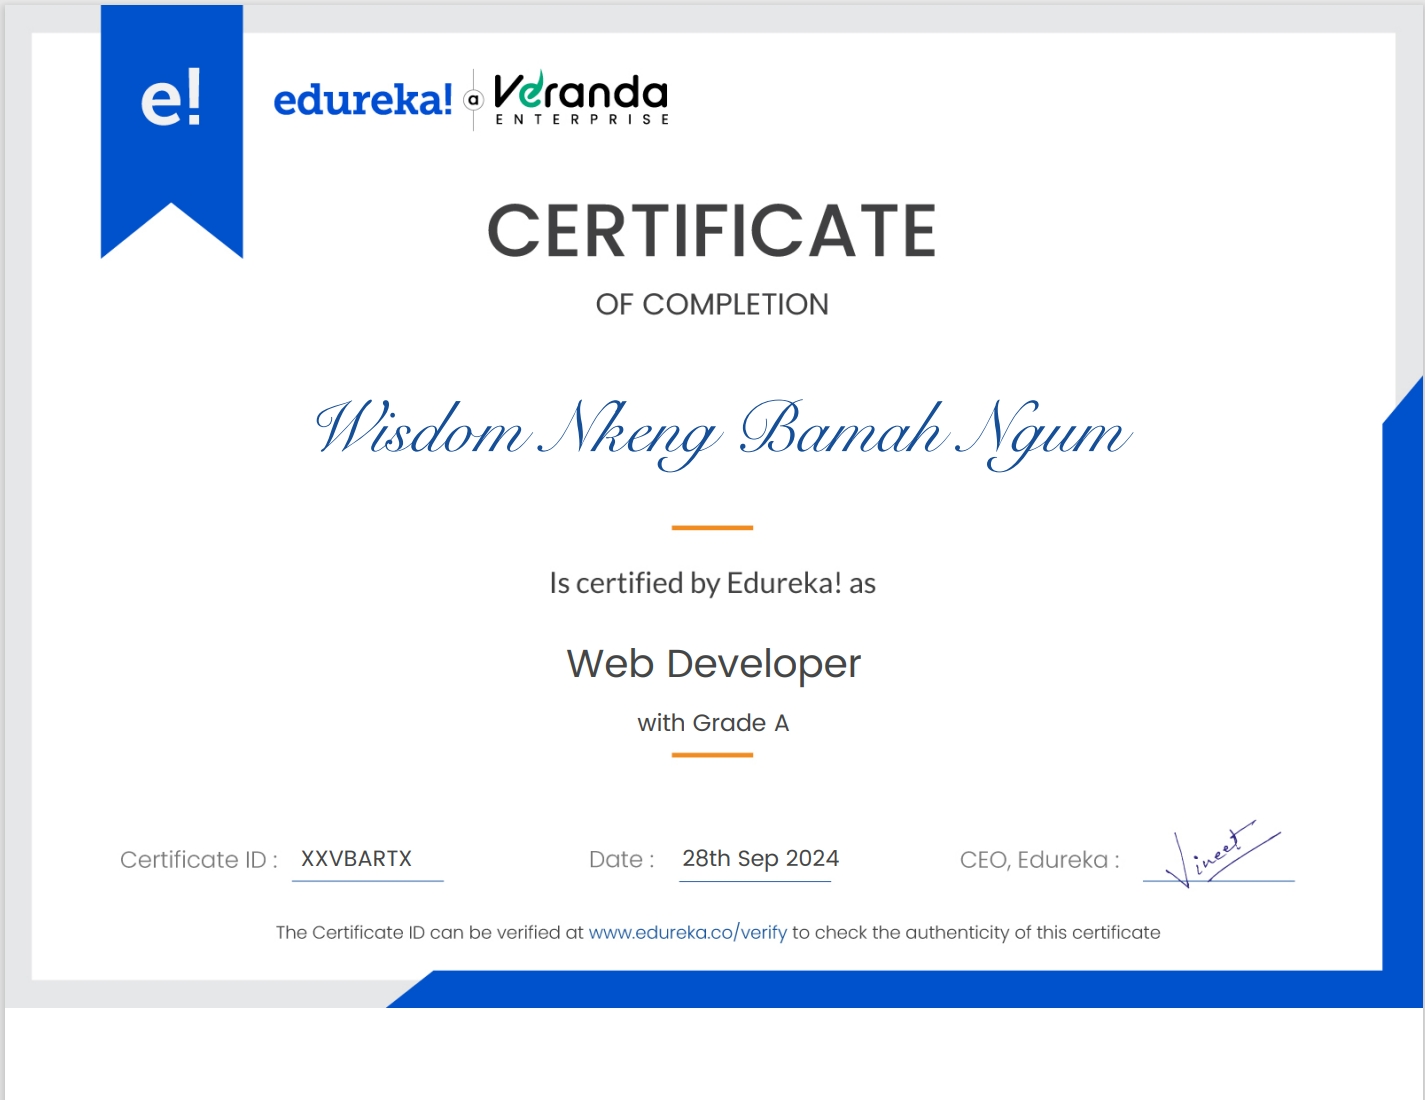 e!
edureka! a Veranda
ENTERPRISE
CERTIFICATE
OF COMPLETION
Wisdom Nkeng Bamah Ngum
Is certified by Edureka! as
Web Developer
with Grade A
Certificate ID : XXVBARTX Date : 28th Sep 2024 CEO, Edureka : Vineet
The Certificate ID can be verified at www.edureka.co/verify to check the authenticity of this certificate